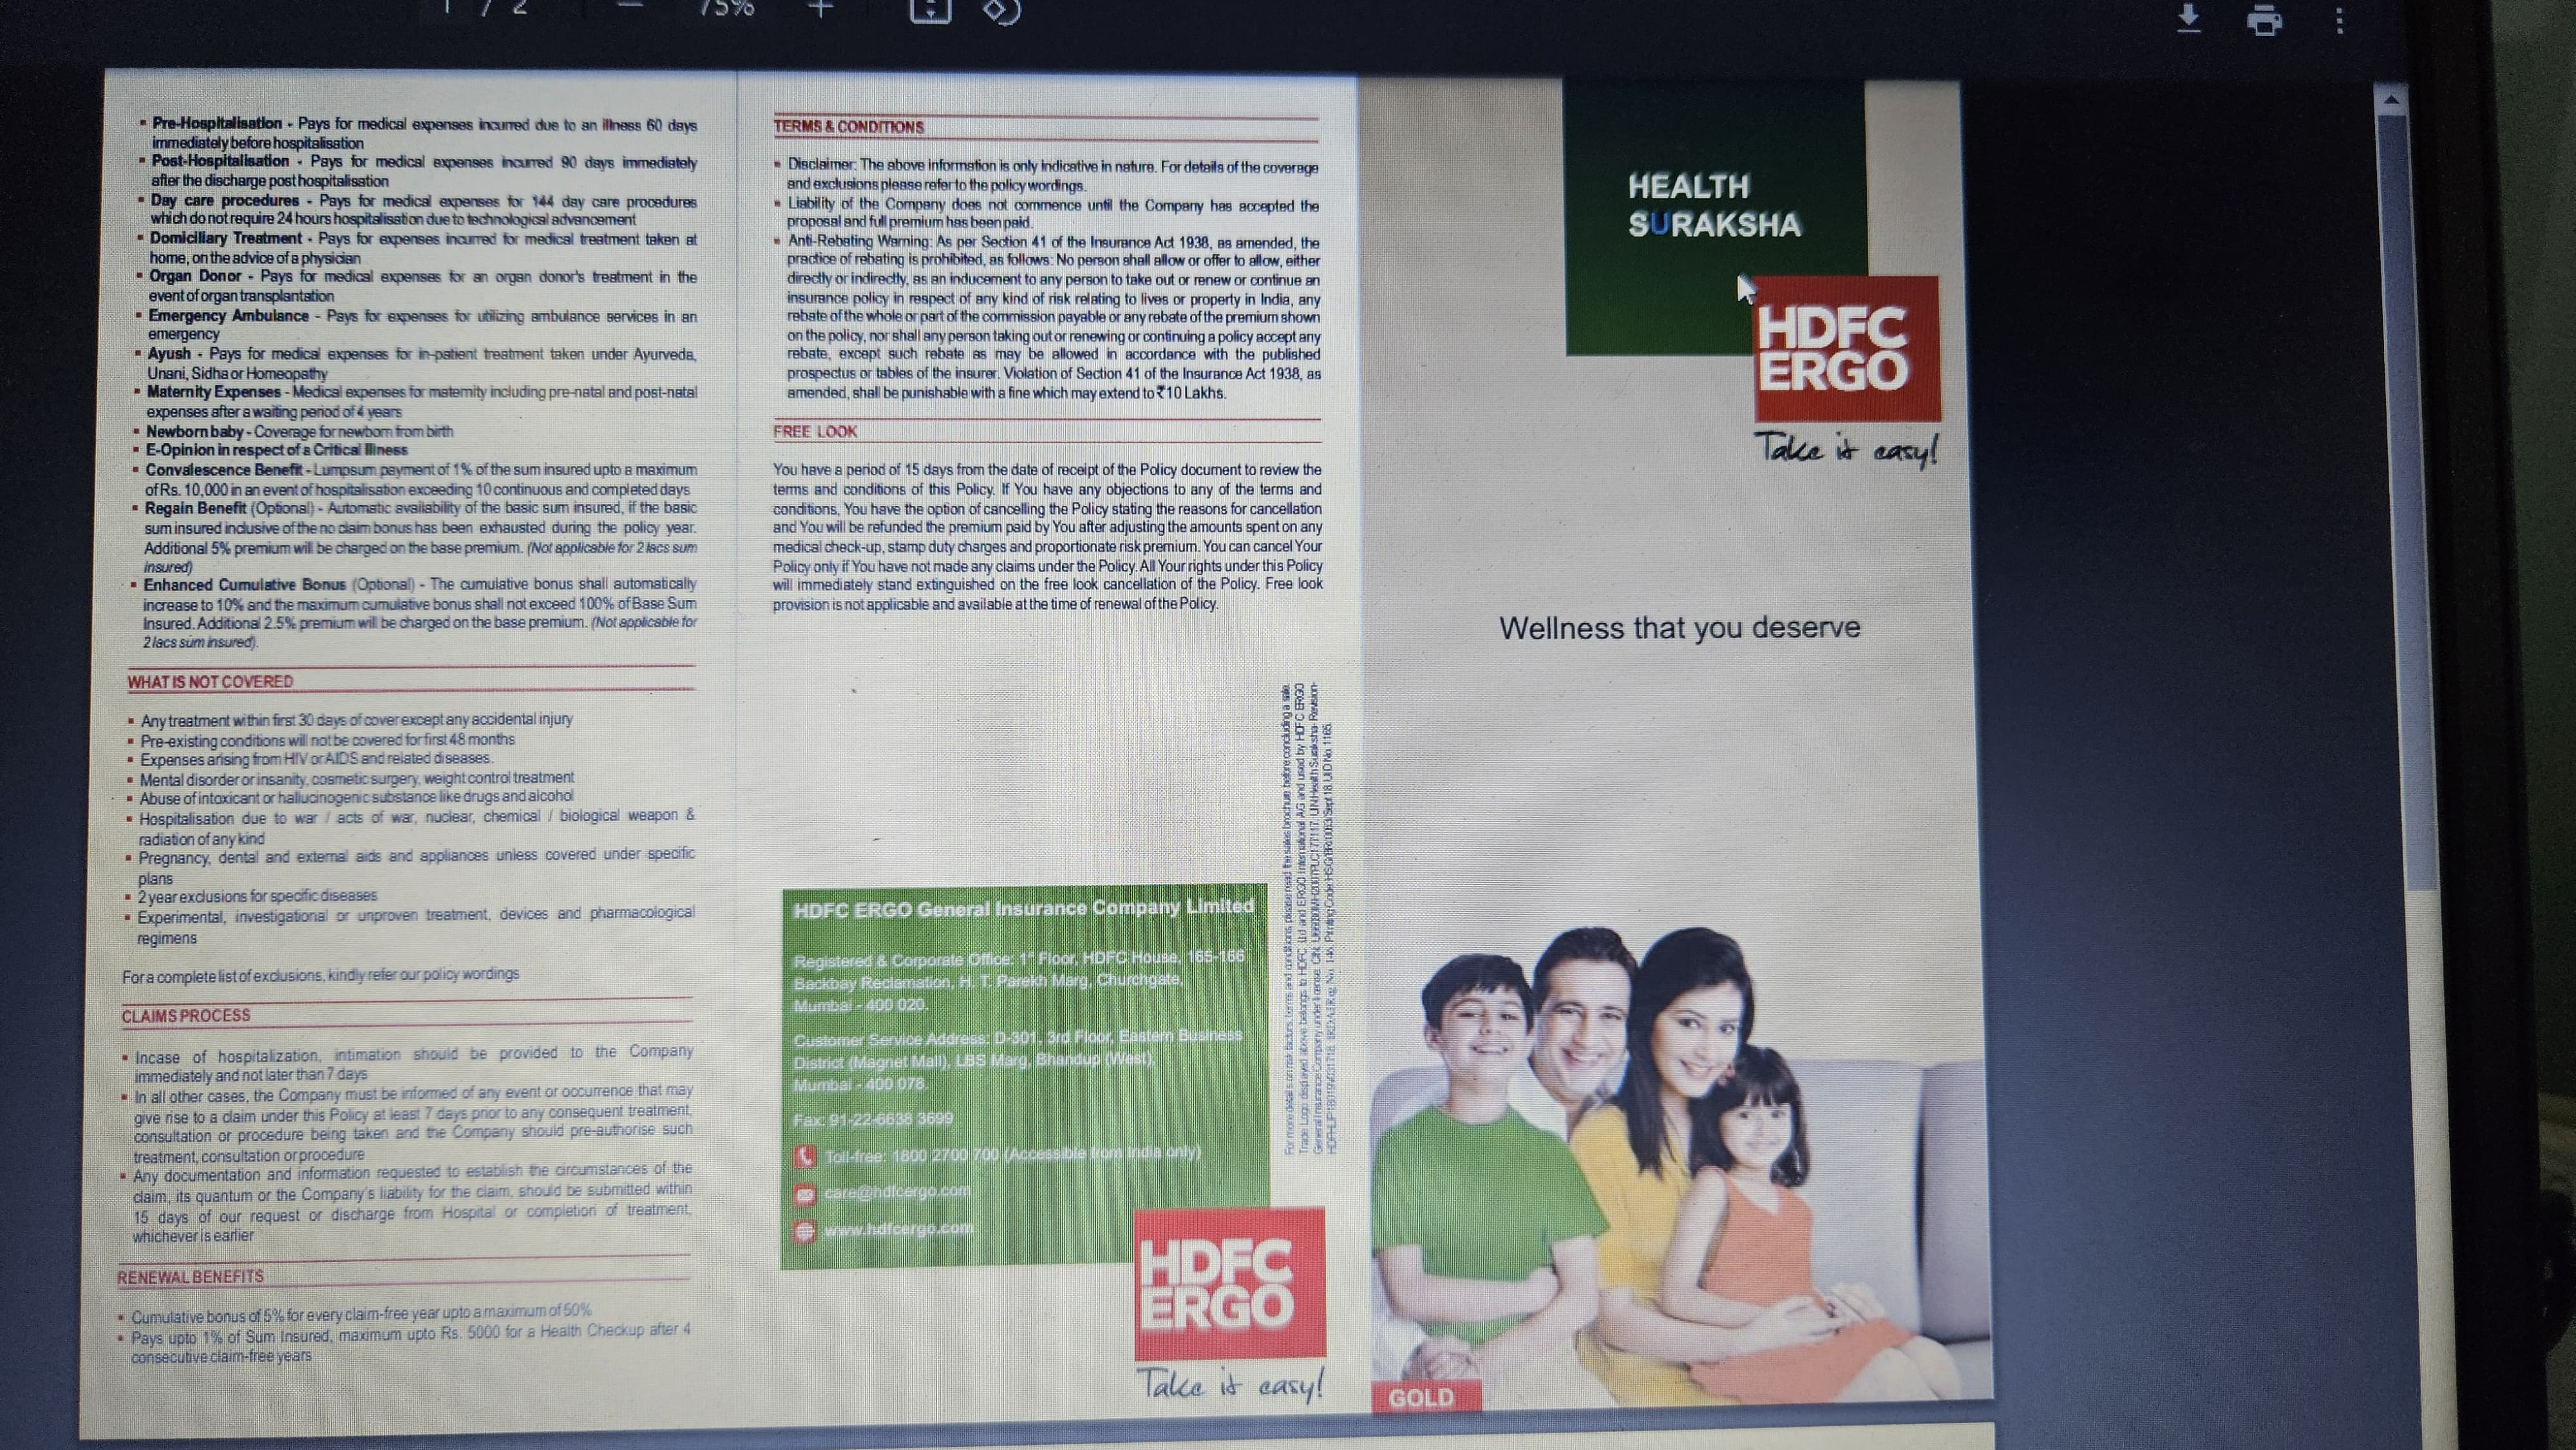 1 / 2
75%
Pre-Hospitalisation - Pays for medical expenses incurred due to an illness 60 days
immediately before hospitalisation
Post-Hospitalisation - Pays for medical expenses incurred 90 days immediately
after the discharge post hospitalisation
Day care procedures - Pays for medical expenses for 144 day care procedures
which do not require 24 hours hospitalisation due to technological advancement
Domiciliary Treatment - Pays for expenses incurred for medical treatment taken at
home, on the advice of a physician
Organ Donor - Pays for medical expenses for an organ donor's treatment in the
event of organ transplantation
Emergency Ambulance - Pays for expenses for utilizing ambulance services in an
emergency
Ayush - Pays for medical expenses for in-patient treatment taken under Ayurveda,
Unani, Sidha or Homeopathy
Maternity Expenses - Medical expenses for maternity including pre-natal and post-natal
expenses after a waiting period of 4 years
Newborn baby - Coverage for newborn from birth
E-Opinion in respect of a Critical Illness
Convalescence Benefit - Lumpsum payment of 1% of the sum insured upto a maximum
of Rs. 10,000 in an event of hospitalisation exceeding 10 continuous and completed days
Regain Benefit (Optional) - Automatic availability of the basic sum insured, if the basic
sum insured inclusive of the no claim bonus has been exhausted during the policy year.
Additional 5% premium will be charged on the base premium. (Not applicable for 2 lacs sum
insured)
Enhanced Cumulative Bonus (Optional) - The cumulative bonus shall automatically
increase to 10% and the maximum cumulative bonus shall not exceed 100% of Base Sum
Insured. Additional 2.5% premium will be charged on the base premium. (Not applicable for
2 lacs sum insured).
WHAT IS NOT COVERED
Any treatment within first 30 days of cover except any accidental injury
Pre-existing conditions will not be covered for first 48 months
Expenses arising from HIV or AIDS and related diseases.
Mental disorder or insanity, cosmetic surgery, weight control treatment
Abuse of intoxicant or hallucinogenic substance like drugs and alcohol
Hospitalisation due to war / acts of war, nuclear, chemical / biological weapon &
radiation of any kind
Pregnancy, dental and external aids and appliances unless covered under specific
plans
2 year exclusions for specific diseases
Experimental, investigational or unproven treatment, devices and pharmacological
regimens
For a complete list of exclusions, kindly refer our policy wordings
CLAIMS PROCESS
Incase of hospitalization, intimation should be provided to the Company
immediately and not later than 7 days
In all other cases, the Company must be informed of any event or occurrence that may
give rise to a claim under this Policy at least 7 days prior to any consequent treatment,
consultation or procedure being taken and the Company should pre-authorise such
treatment, consultation or procedure
Any documentation and information requested to establish the circumstances of the
claim, its quantum or the Company's liability for the claim, should be submitted within
15 days of our request or discharge from Hospital or completion of treatment,
whichever is earlier
RENEWAL BENEFITS
Cumulative bonus of 5% for every claim-free year upto a maximum of 50%
Pays upto 1% of Sum Insured, maximum upto Rs. 5000 for a Health Checkup after 4
consecutive claim-free years
TERMS & CONDITIONS
Disclaimer: The above information is only indicative in nature. For details of the coverage
and exclusions please refer to the policy wordings.
Liability of the Company does not commence until the Company has accepted the
proposal and full premium has been paid.
Anti-Rebating Warning: As per Section 41 of the Insurance Act 1938, as amended, the
practice of rebating is prohibited, as follows: No person shall allow or offer to allow, either
directly or indirectly, as an inducement to any person to take out or renew or continue an
insurance policy in respect of any kind of risk relating to lives or property in India, any
rebate of the whole or part of the commission payable or any rebate of the premium shown
on the policy, nor shall any person taking out or renewing or continuing a policy accept any
rebate, except such rebate as may be allowed in accordance with the published
prospectus or tables of the insurer. Violation of Section 41 of the Insurance Act 1938, as
amended, shall be punishable with a fine which may extend to ₹10 Lakhs.
FREE LOOK
You have a period of 15 days from the date of receipt of the Policy document to review the
terms and conditions of this Policy. If You have any objections to any of the terms and
conditions, You have the option of cancelling the Policy stating the reasons for cancellation
and You will be refunded the premium paid by You after adjusting the amounts spent on any
medical check-up, stamp duty charges and proportionate risk premium. You can cancel Your
Policy only if You have not made any claims under the Policy. All Your rights under this Policy
will immediately stand extinguished on the free look cancellation of the Policy. Free look
provision is not applicable and available at the time of renewal of the Policy.
HDFC ERGO General Insurance Company Limited
Registered & Corporate Office: 1st Floor, HDFC House, 165-166
Backbay Reclamation, H. T. Parekh Marg, Churchgate,
Mumbai - 400 020.
Customer Service Address: D-301, 3rd Floor, Eastern Business
District (Magnet Mall), LBS Marg, Bhandup (West),
Mumbai - 400 078.
Fax: 91-22-6638 3699
Toll-free: 1800 2700 700 (Accessible from India only)
care@hdfcergo.com
www.hdfcergo.com
HDFC
ERGO
Take it easy!
For more details on risk factors, terms and conditions, please read the sales brochure before concluding a sale.
Trade Logo displayed above belongs to HDFC Ltd and ERGO International AG and used by HDFC ERGO
General Insurance Company under license.
HEALTH
SURAKSHA
HDFC
ERGO
Take it easy!
Wellness that you deserve
GOLD